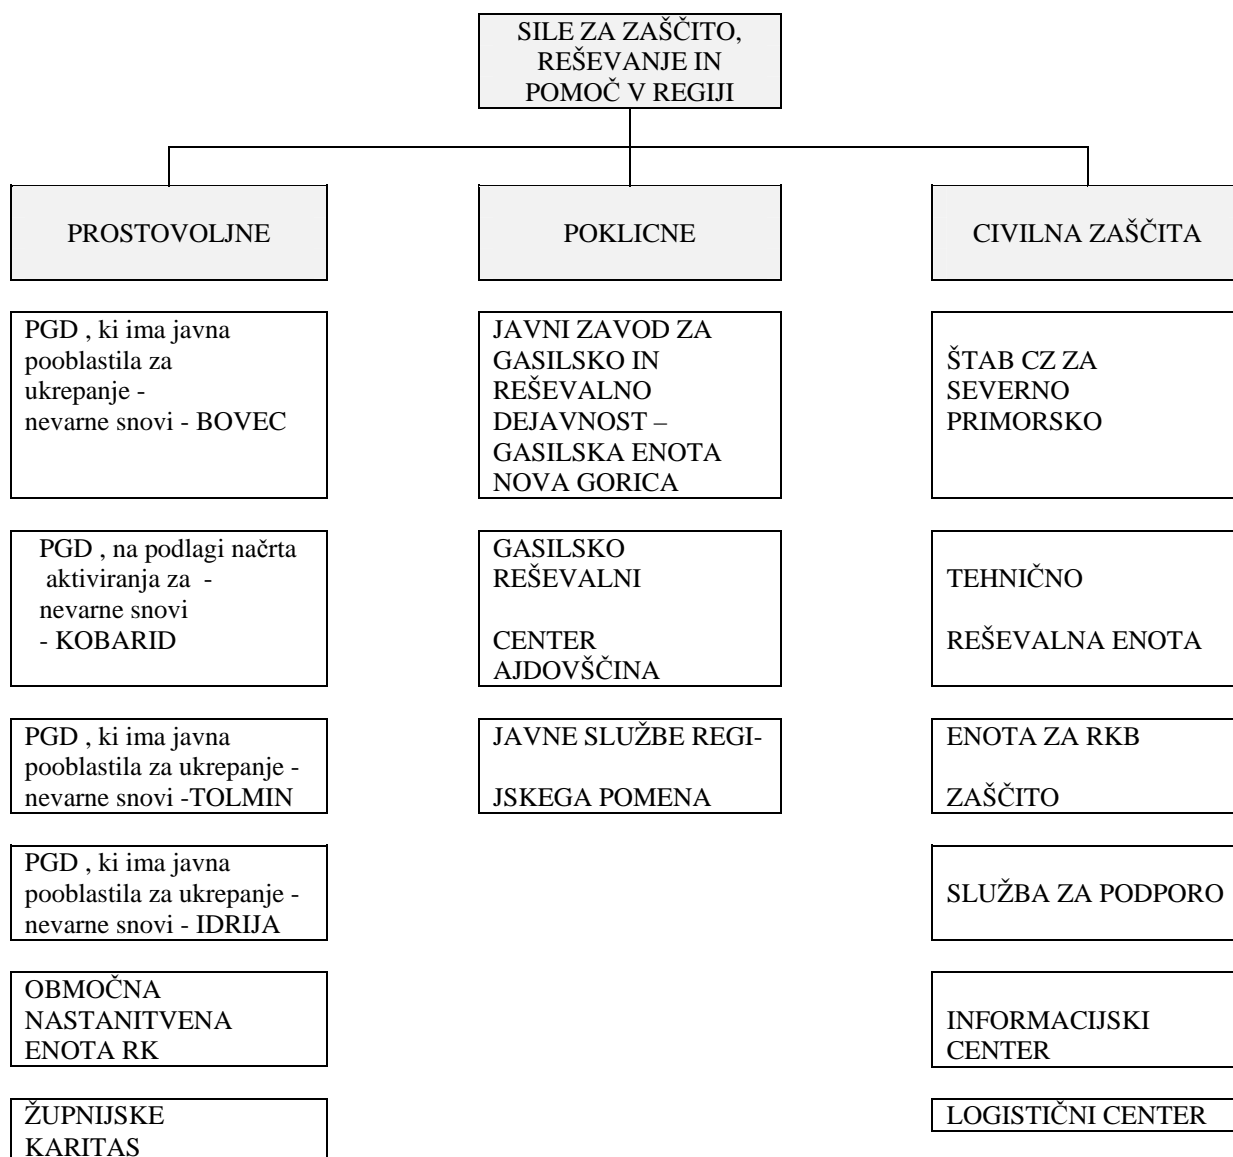 SILE ZA ZAŠČITO,
REŠEVANJE IN
POMOČ V REGIJI
PROSTOVOLJNE
POKLICNE
CIVILNA ZAŠČITA
PGD , ki ima javna
pooblastila za
ukrepanje -
nevarne snovi - BOVEC
JAVNI ZAVOD ZA
GASILSKO IN
REŠEVALNO
DEJAVNOST –
GASILSKA ENOTA
NOVA GORICA
ŠTAB CZ ZA
SEVERNO
PRIMORSKO
PGD , na podlagi načrta
aktiviranja za -
nevarne snovi
- KOBARID
GASILSKO
REŠEVALNI
CENTER
AJDOVŠČINA
TEHNIČNO
REŠEVALNA ENOTA
PGD , ki ima javna
pooblastila za ukrepanje -
nevarne snovi -TOLMIN
JAVNE SLUŽBE REGI-
JSKEGA POMENA
ENOTA ZA RKB
ZAŠČITO
PGD , ki ima javna
pooblastila za ukrepanje -
nevarne snovi - IDRIJA
SLUŽBA ZA PODPORO
OBMOČNA
NASTANITVENA
ENOTA RK
INFORMACIJSKI
CENTER
ŽUPNIJSKE
KARITAS
LOGISTIČNI CENTER